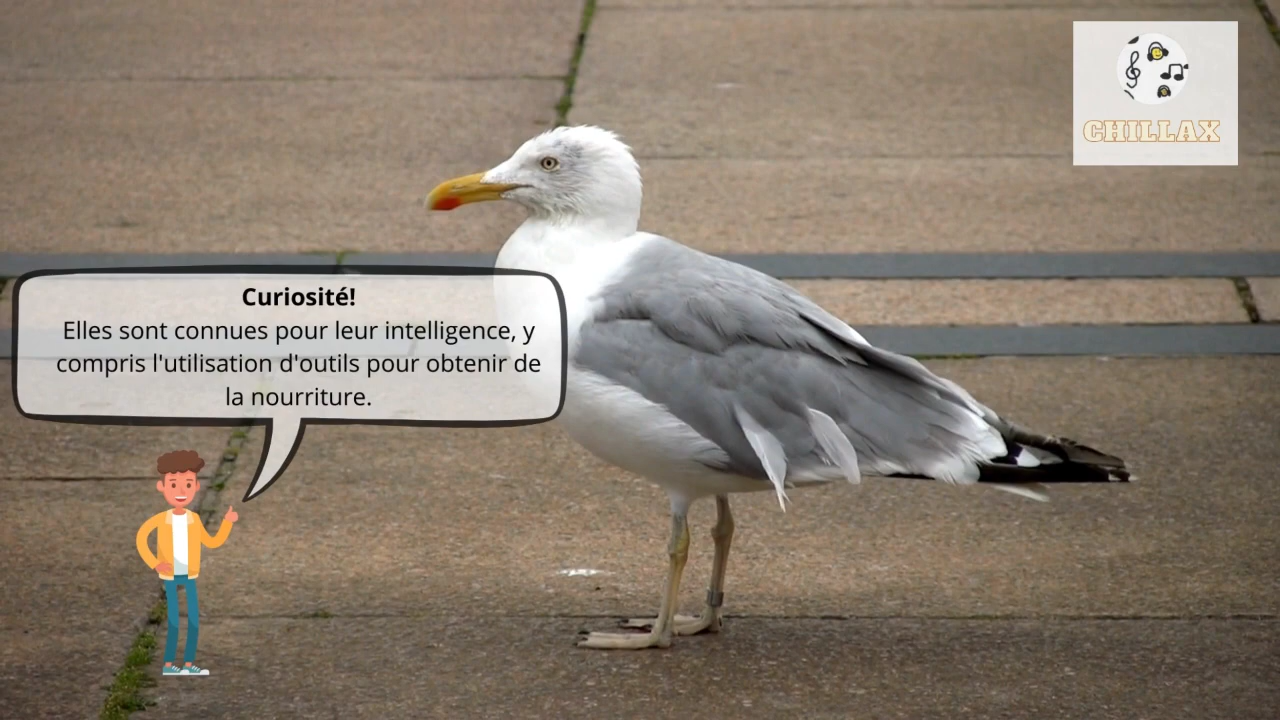 CHILLAX
Curiosité!
Elles sont connues pour leur intelligence, y
compris l'utilisation d'outils pour obtenir de
la nourriture.